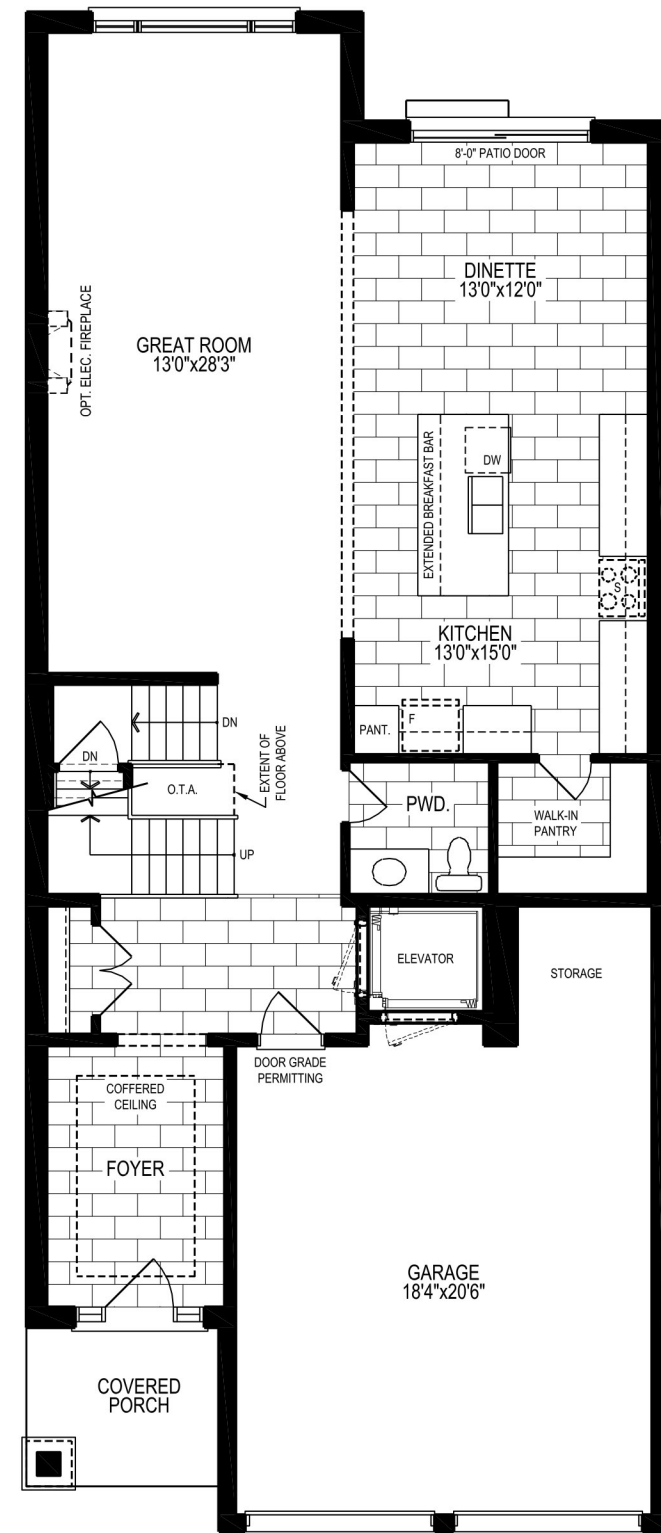 8'-0" PATIO DOOR
DINETTE
13'0"x12'0"
OPT. ELEC. FIREPLACE
GREAT ROOM
13'0"x28'3"
EXTENDED BREAKFAST BAR
DW
S
KITCHEN
13'0"x15'0"
PANT.
F
DN
DN
EXTENT OF
FLOOR ABOVE
O.T.A.
UP
PWD.
WALK-IN
PANTRY
ELEVATOR
STORAGE
DOOR GRADE
PERMITTING
COFFERED
CEILING
FOYER
GARAGE
18'4"x20'6"
COVERED
PORCH